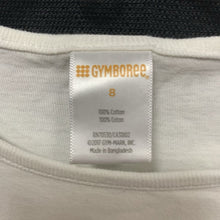 GYMBOREE
8
100% Cotton
100% Coton
©2017 GYM-MARK, INC.
Made in Bangladesh